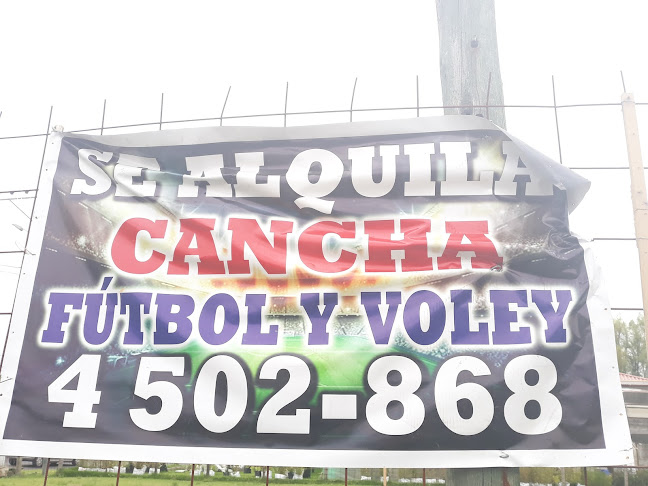 SE ALQUILA
CANCHA
FÚTBOL Y VOLEY
4 502-868